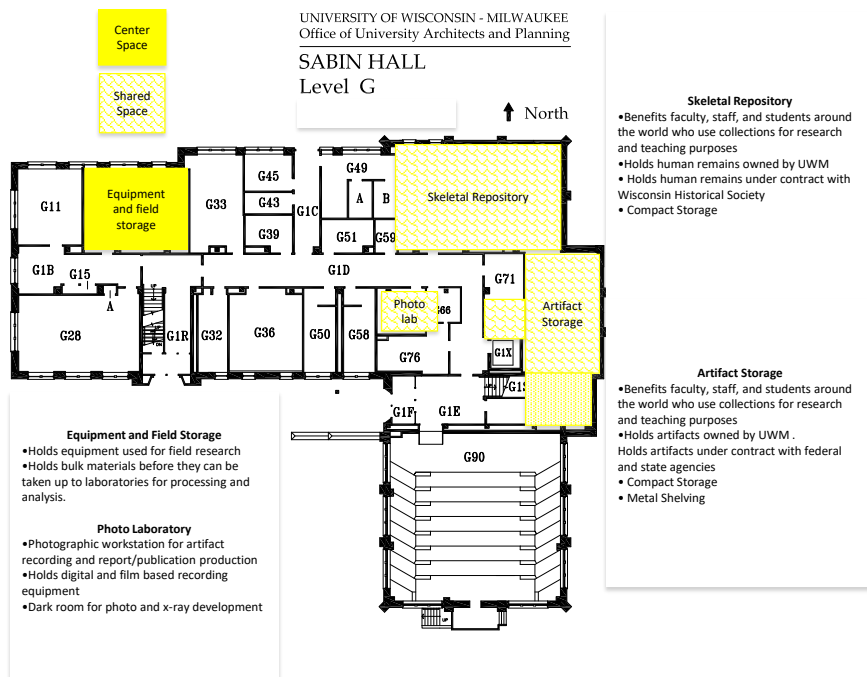 Center
Space
Shared
Space
UNIVERSITY OF WISCONSIN - MILWAUKEE
Office of University Architects and Planning
SABIN HALL
Level G
North
G11
Equipment
and field
storage
G33
G45
G43
G39
G1C
G49
A
B
G51
G59
Skeletal Repository
G1B
G15
A
G1D
G71
Artifact
Storage
G28
UP
DN
G1R
G32
G36
G50
G58
Photo
lab
G66
G76
G1X
G1F
G1E
G90
UP
Skeletal Repository
•Benefits faculty, staff, and students around
the world who use collections for research
and teaching purposes
•Holds human remains owned by UWM
• Holds human remains under contract with
Wisconsin Historical Society
• Compact Storage
Artifact Storage
•Benefits faculty, staff, and students around
the world who use collections for research
and teaching purposes
•Holds artifacts owned by UWM .
Holds artifacts under contract with federal
and state agencies
• Compact Storage
• Metal Shelving
Equipment and Field Storage
•Holds equipment used for field research
•Holds bulk materials before they can be
taken up to laboratories for processing and
analysis.
Photo Laboratory
•Photographic workstation for artifact
recording and report/publication production
•Holds digital and film based recording
equipment
•Dark room for photo and x-ray development